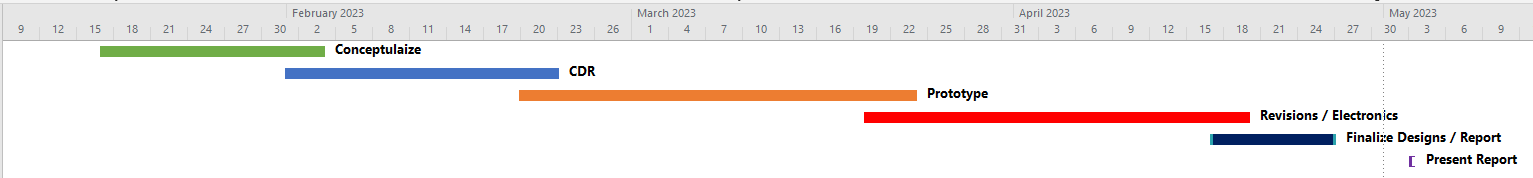 February 2023 March 2023 April 2023 May 2023
9 12 15 18 21 24 27 30 2 5 8 11 14 17 20 23 26 1 4 7 10 13 16 19 22 25 28 31 3 6 9 12 15 18 21 24 27 30 3 6 9
Conceptulaize
CDR
Prototype
Revisions / Electronics
Finalize Designs / Report
Present Report